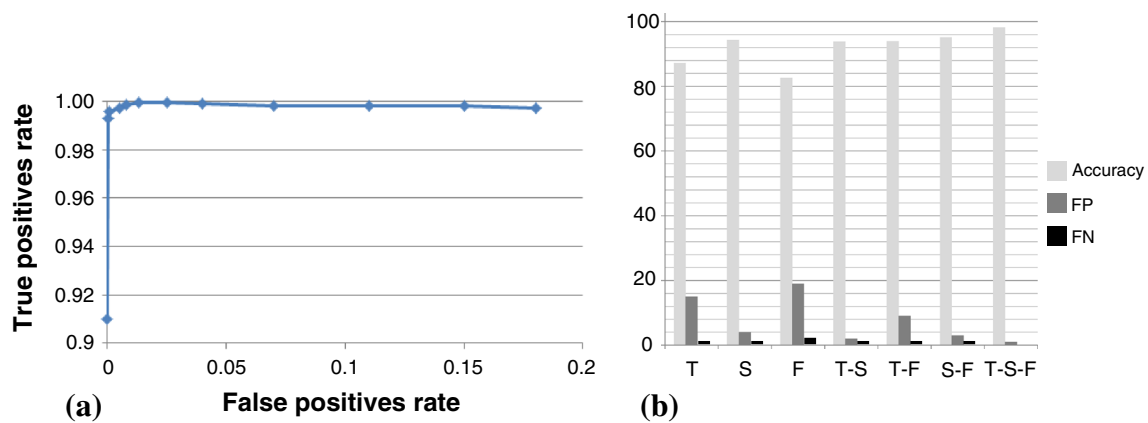 True positives rate
1.00
0.98
0.96
0.94
0.92
0.9
0
0.05
0.1
0.15
0.2
False positives rate
(a)
100
80
60
40
20
0
T
S
F
T-S
T-F
S-F
T-S-F
Accuracy
FP
FN
(b)